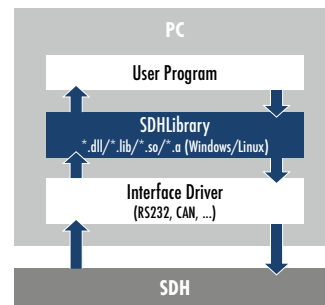 PC
User Program
SDHLibrary
*.dll/*.lib/*.so/*.a (Windows/Linux)
Interface Driver
(RS232, CAN, ...)
SDH